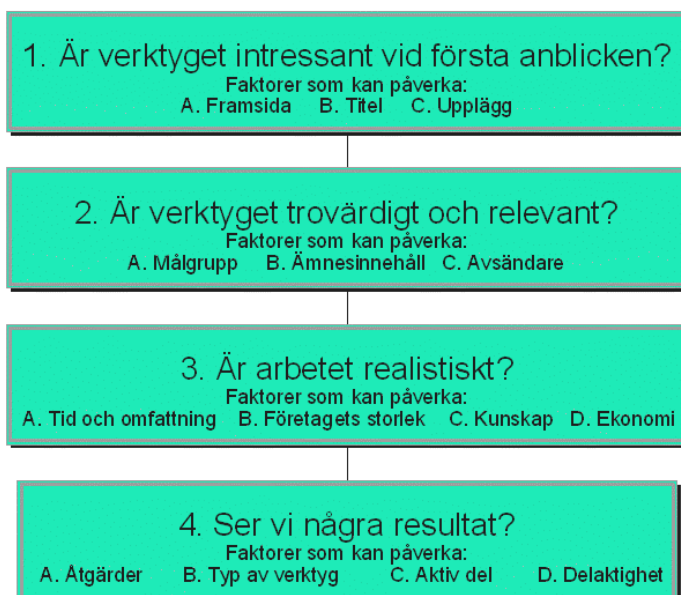 1. Är verktyget intressant vid första anblicken?
Faktorer som kan påverka:
A. Framsida B. Titel C. Upplägg
2. Är verktyget trovärdigt och relevant?
Faktorer som kan påverka:
A. Målgrupp B. Ämnesinnehåll C. Avsändare
3. Är arbetet realistiskt?
Faktorer som kan påverka:
A. Tid och omfattning B. Företagets storlek C. Kunskap D. Ekonomi
4. Ser vi några resultat?
Faktorer som kan påverka:
A. Åtgärder B. Typ av verktyg C. Aktiv del D. Delaktighet